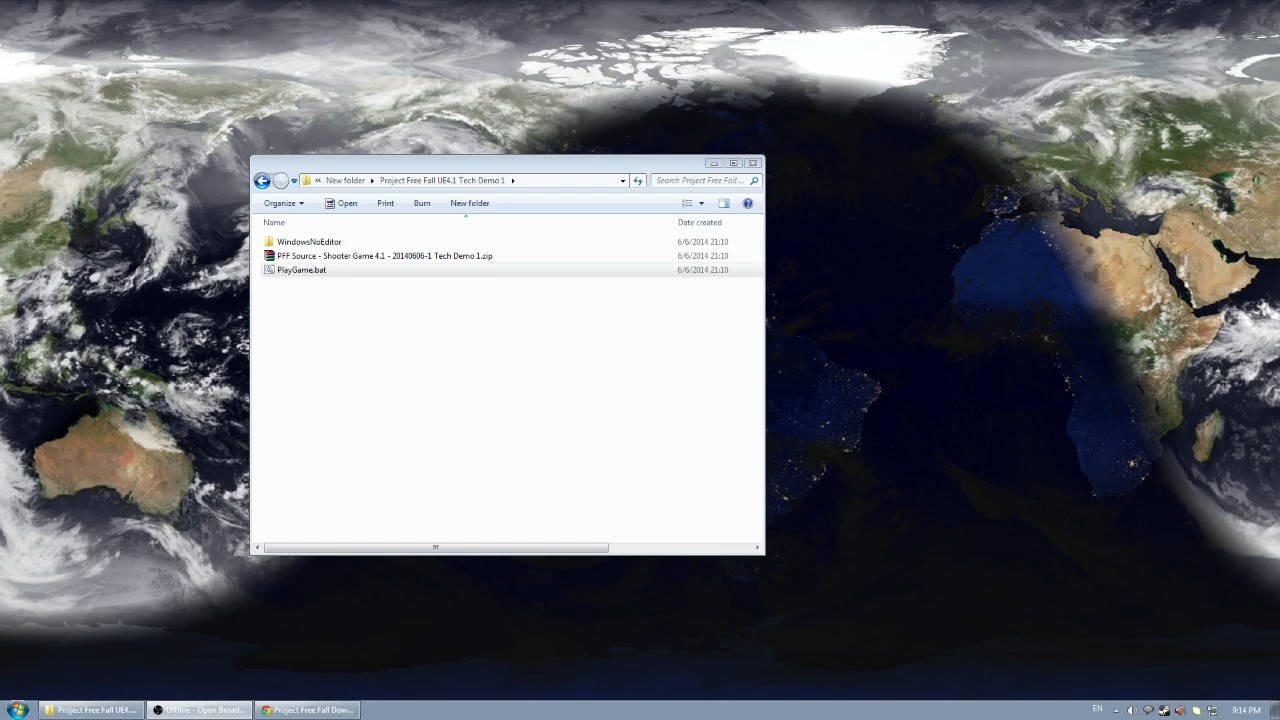 « New folder ▸ Project Free Fall UE4.1 Tech Demo 1 ▸ Search Project Free Fall ...
Organize Open Print Burn New folder
Name Date created
WindowsNoEditor 6/6/2014 21:10
PFF Source - Shooter Game 4.1 - 20140606-1 Tech Demo 1.zip 6/6/2014 21:10
PlayGame.bat 6/6/2014 21:10
Project Free Fall UE4.... Offline - Open Broad... Project Free Fall Dow... EN 9:14 PM